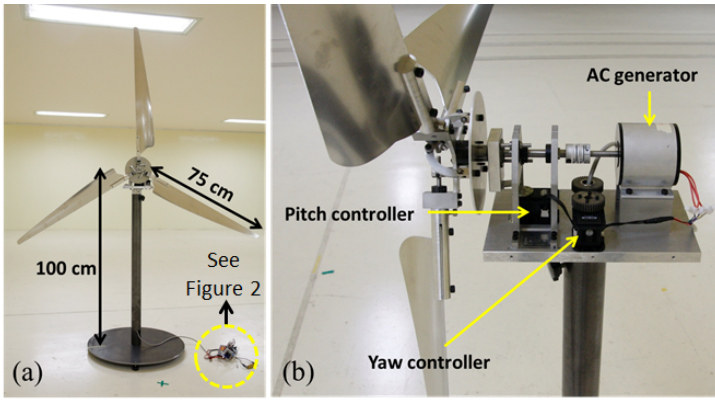 75 cm
100 cm
See
Figure 2
(a)
AC generator
Pitch controller
Yaw controller
(b)